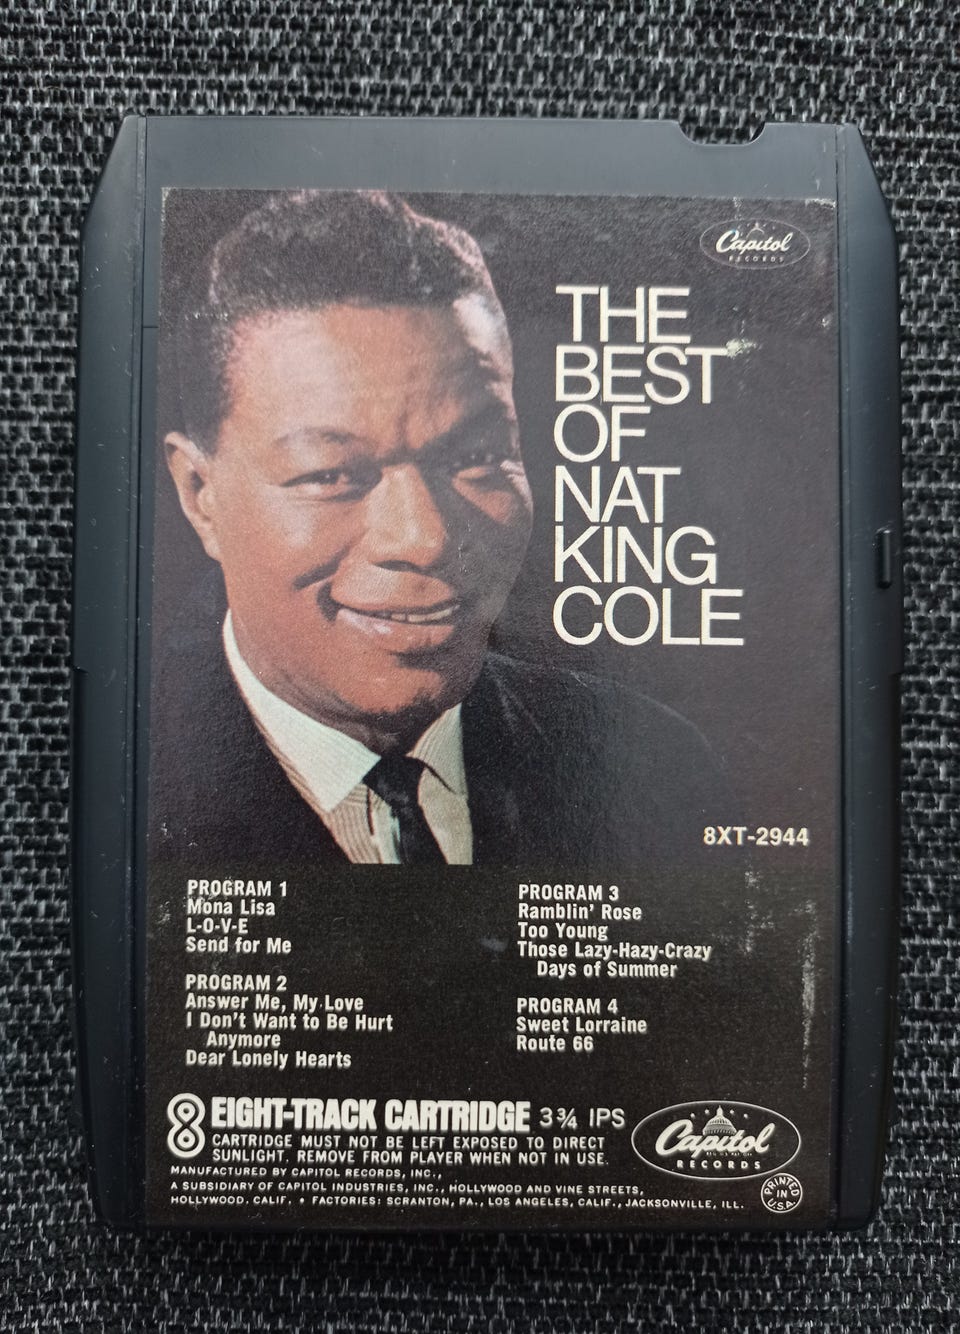 Capitol
RECORDS
THE
BEST
OF
NAT
KING
COLE
8XT-2944
PROGRAM 1
Mona Lisa
L-O-V-E
Send for Me
PROGRAM 2
Answer Me, My Love
I Don't Want to Be Hurt
Anymore
Dear Lonely Hearts
PROGRAM 3
Ramblin' Rose
Too Young
Those Lazy-Hazy-Crazy
Days of Summer
PROGRAM 4
Sweet Lorraine
Route 66
8 EIGHT-TRACK CARTRIDGE 3 3/4 IPS
CARTRIDGE MUST NOT BE LEFT EXPOSED TO DIRECT
SUNLIGHT. REMOVE FROM PLAYER WHEN NOT IN USE.
MANUFACTURED BY CAPITOL RECORDS, INC.,
A SUBSIDIARY OF CAPITOL INDUSTRIES, INC., HOLLYWOOD AND VINE STREETS,
HOLLYWOOD, CALIF. • FACTORIES: SCRANTON, PA., LOS ANGELES, CALIF., JACKSONVILLE, ILL.
Capitol
RECORDS
PRINTED
IN
U.S.A.